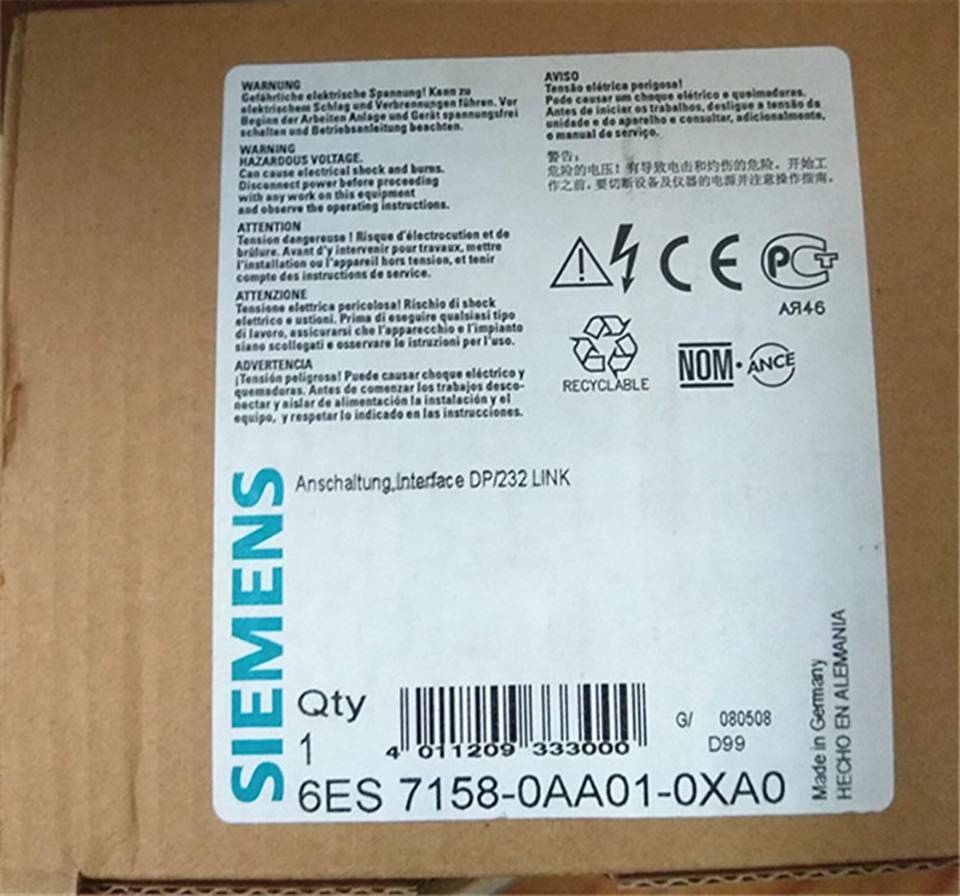 WARNUNG
Gefährliche elektrische Spannung! Kann zu
elektrischem Schlag und Verbrennungen führen. Vor
Beginn der Arbeiten Anlage und Gerät spannungsfrei
schalten und Betriebsanleitung beachten.
WARNING
HAZARDOUS VOLTAGE.
Can cause electrical shock and burns.
Disconnect power before proceeding
with any work on this equipment
and observe the operating instructions.
ATTENTION
Tension dangereuse ! Risque d'électrocution et de
brûlure. Avant d'y intervenir pour travaux, mettre
l'installation ou l'appareil hors tension, et tenir
compte des instructions de service.
ATTENZIONE
Tensione elettrica pericolosa! Rischio di shock
elettrico e ustioni. Prima di eseguire qualsiasi tipo
di lavoro, assicurarsi che l'apparecchio e l'impianto
siano scollegati e osservare le istruzioni per l'uso.
ADVERTENCIA
¡Tensión peligrosa! Puede causar choque eléctrico y
quemaduras. Antes de comenzar los trabajos desco-
nectar y aislar de alimentación la instalación y el
equipo, y respetar lo indicado en las instrucciones.
AVISO
Tensão elétrica perigosa!
Pode causar um choque elétrico e queimaduras.
Antes de iniciar os trabalhos, desligue a tensão da
unidade e do aparelho e consultar, adicionalmente,
o manual de serviço.
警告:
危险的电压!有导致电击和灼伤的危险。开始工
作之前,要切断设备及仪器的电源并注意操作指南。
CE
PCT
АЯ46
RECYCLABLE
NOM·ANCE
SIEMENS
Anschaltung,Interface DP/232 LINK
Qty
1
4 011209 333000
G/ 080508
D99
6ES 7158-0AA01-0XA0
Made in Germany
HECHO EN ALEMANIA